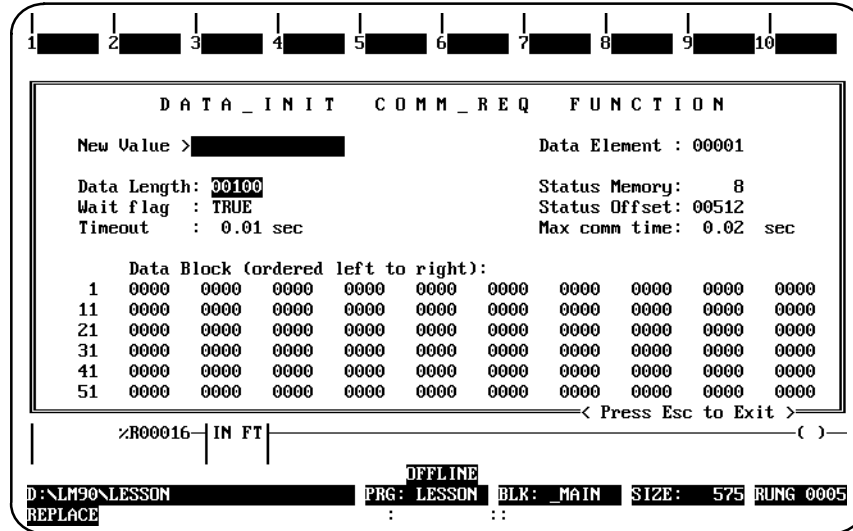 1 2 3 4 5 6 7 8 9 10
D A T A _ I N I T   C O M M _ R E Q   F U N C T I O N
New Value > Data Element : 00001
Data Length: 00100 Status Memory: 8
Wait flag : TRUE Status Offset: 00512
Timeout : 0.01 sec Max comm time: 0.02 sec
Data Block (ordered left to right):
1 0000 0000 0000 0000 0000 0000 0000 0000 0000 0000
11 0000 0000 0000 0000 0000 0000 0000 0000 0000 0000
21 0000 0000 0000 0000 0000 0000 0000 0000 0000 0000
31 0000 0000 0000 0000 0000 0000 0000 0000 0000 0000
41 0000 0000 0000 0000 0000 0000 0000 0000 0000 0000
51 0000 0000 0000 0000 0000 0000 0000 0000 0000 0000
< Press Esc to Exit >
%R00016 IN FT ( )
OFFLINE
D:\LM90\LESSON PRG: LESSON BLK: _MAIN SIZE: 575 RUNG 0005
REPLACE : ::